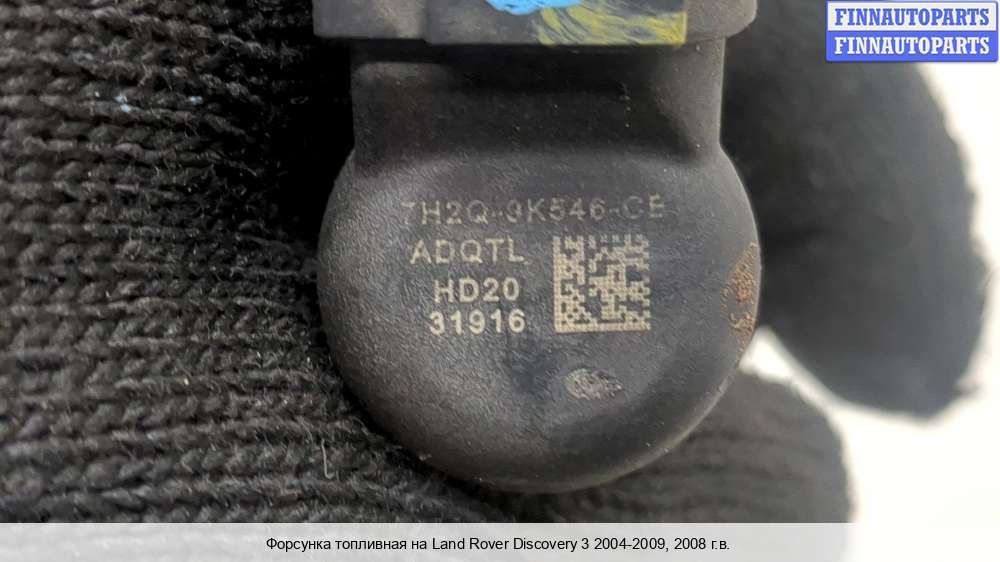 FINNAUTOPARTS
FINNAUTOPARTS
7H2Q-9K546-CB
ADQTL
HD20
31916
Форсунка топливная на Land Rover Discovery 3 2004-2009, 2008 г.в.